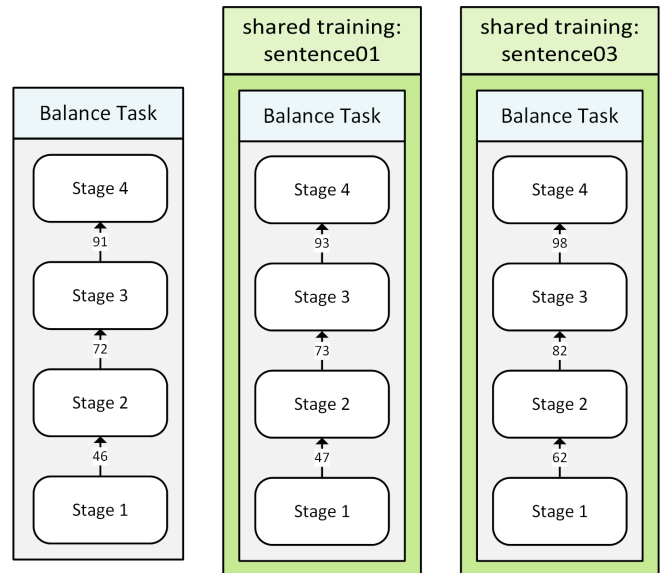 Balance Task
Stage 4
91
Stage 3
72
Stage 2
46
Stage 1
shared training:
sentence01
Balance Task
Stage 4
93
Stage 3
73
Stage 2
47
Stage 1
shared training:
sentence03
Balance Task
Stage 4
98
Stage 3
82
Stage 2
62
Stage 1